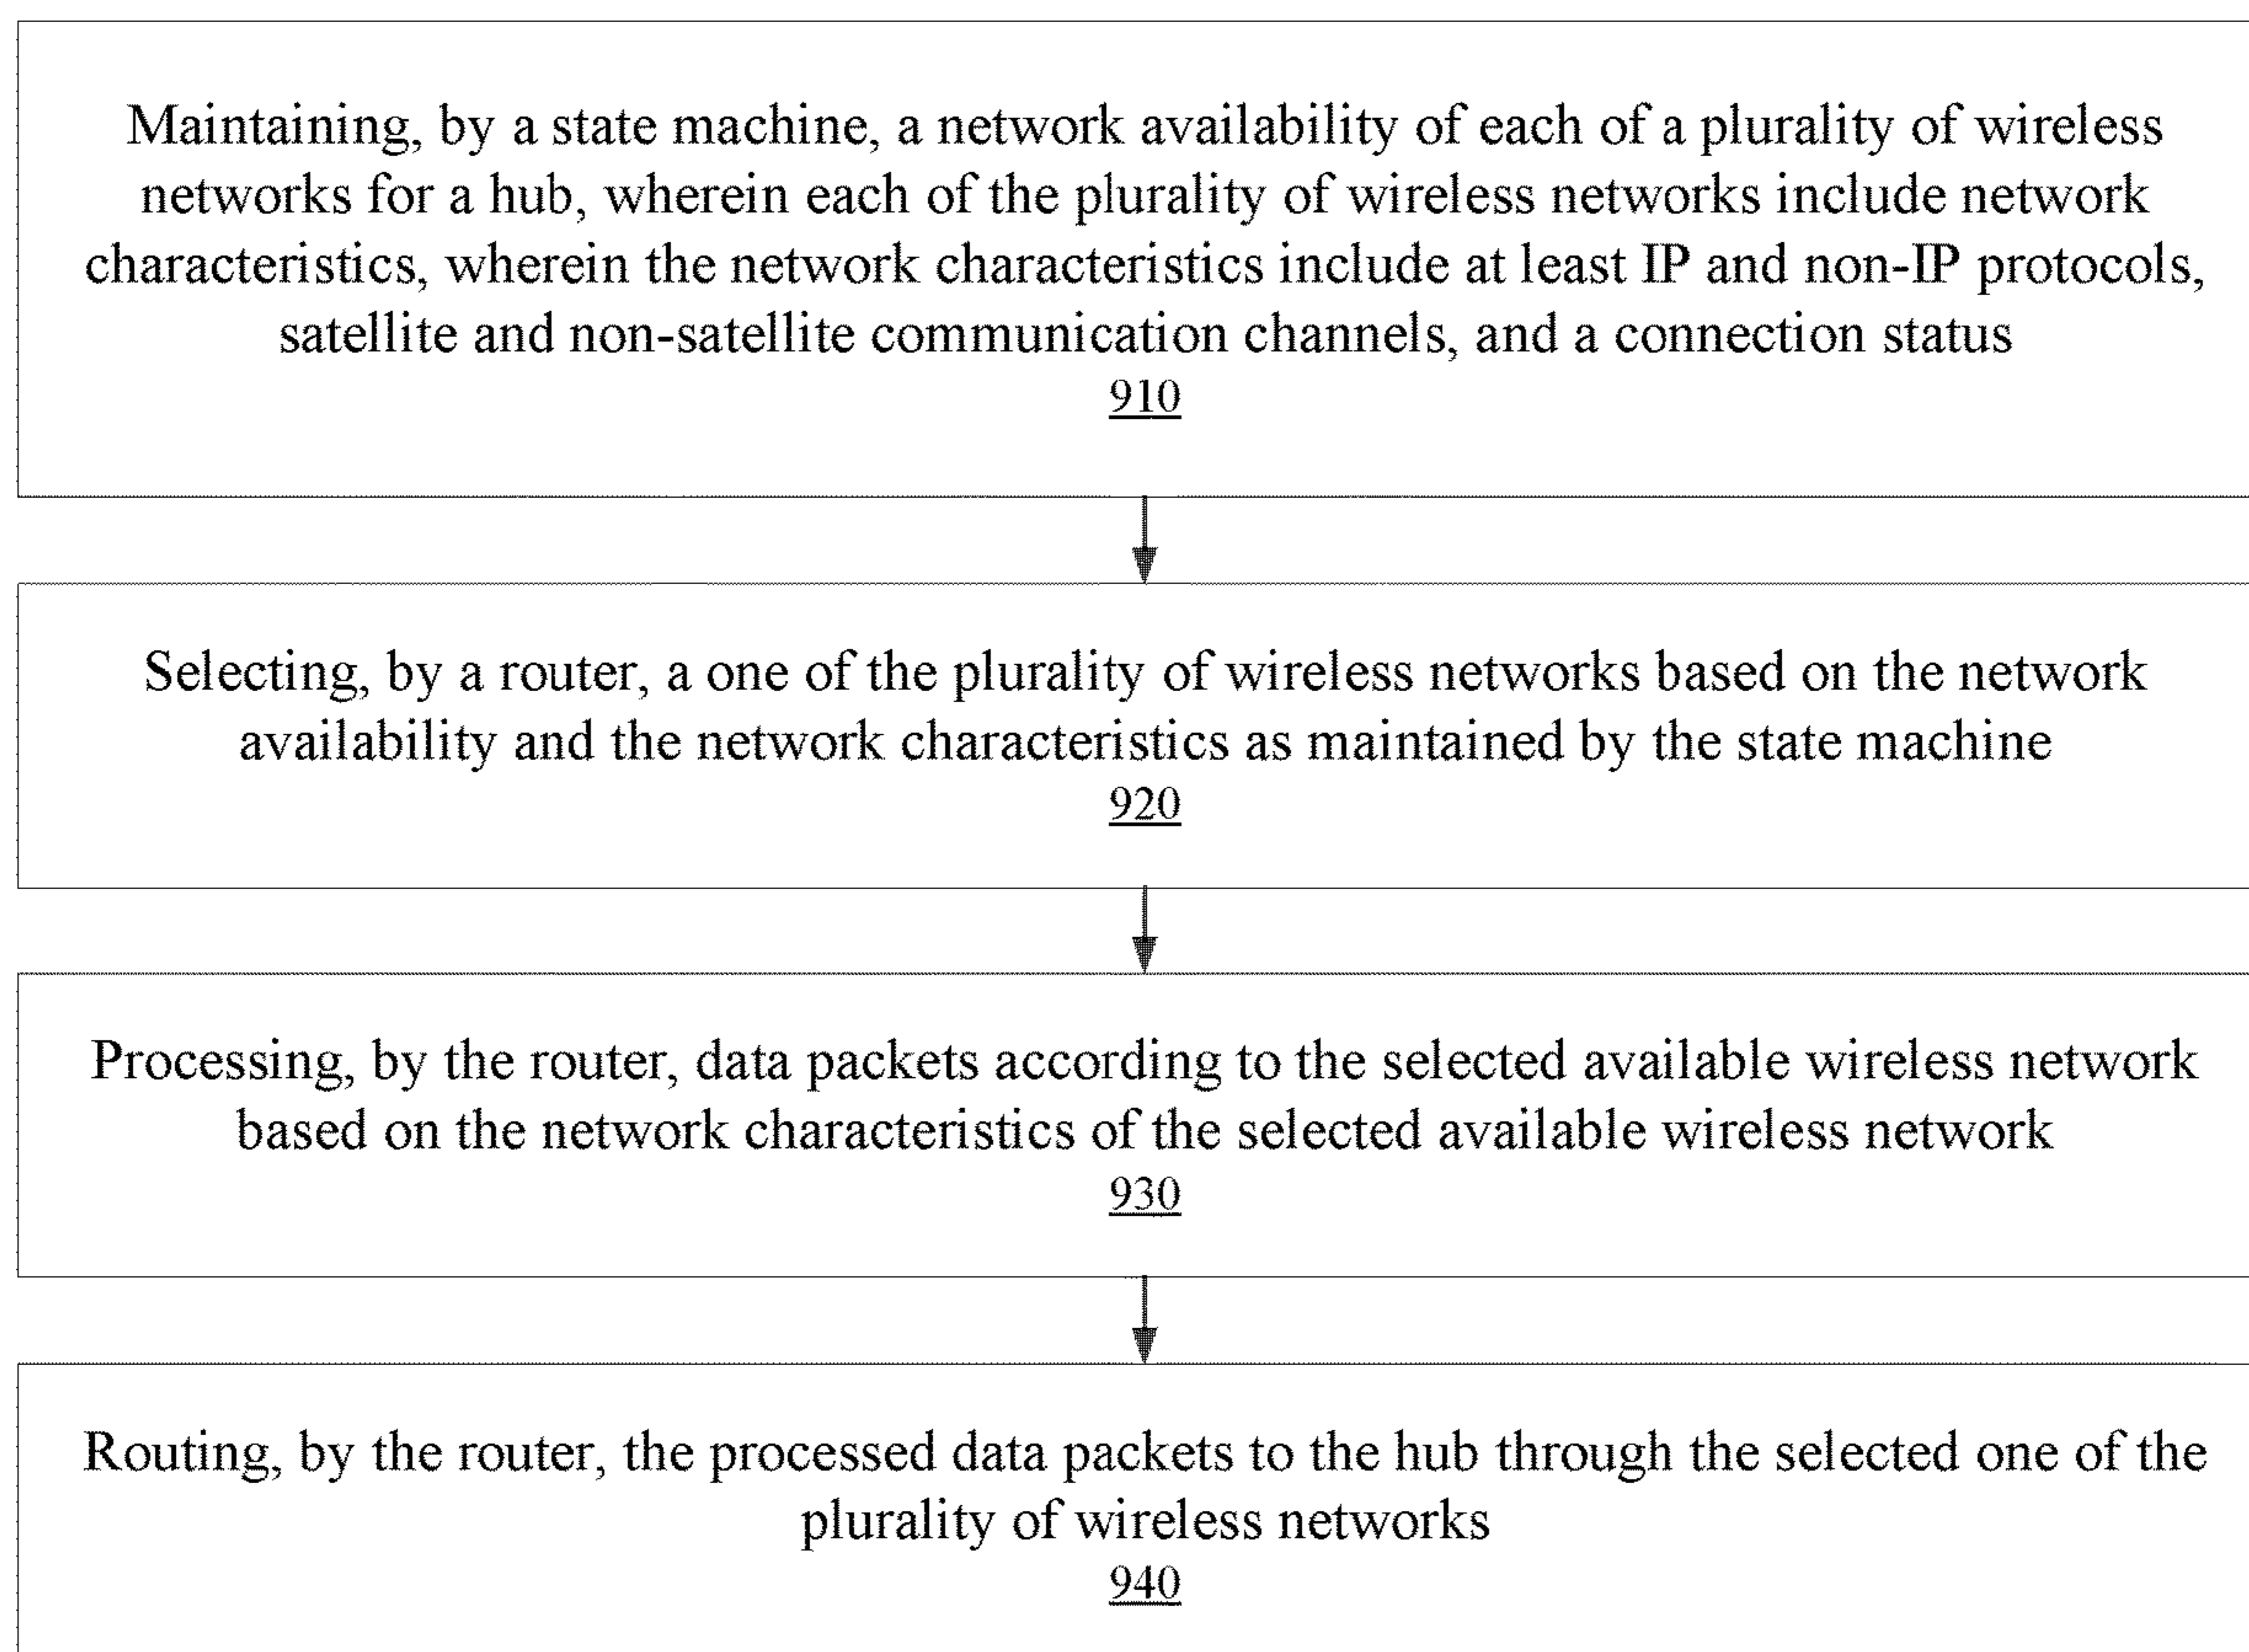 Maintaining, by a state machine, a network availability of each of a plurality of wireless
networks for a hub, wherein each of the plurality of wireless networks include network
characteristics, wherein the network characteristics include at least IP and non-IP protocols,
satellite and non-satellite communication channels, and a connection status
910
Selecting, by a router, a one of the plurality of wireless networks based on the network
availability and the network characteristics as maintained by the state machine
920
Processing, by the router, data packets according to the selected available wireless network
based on the network characteristics of the selected available wireless network
930
Routing, by the router, the processed data packets to the hub through the selected one of the
plurality of wireless networks
940